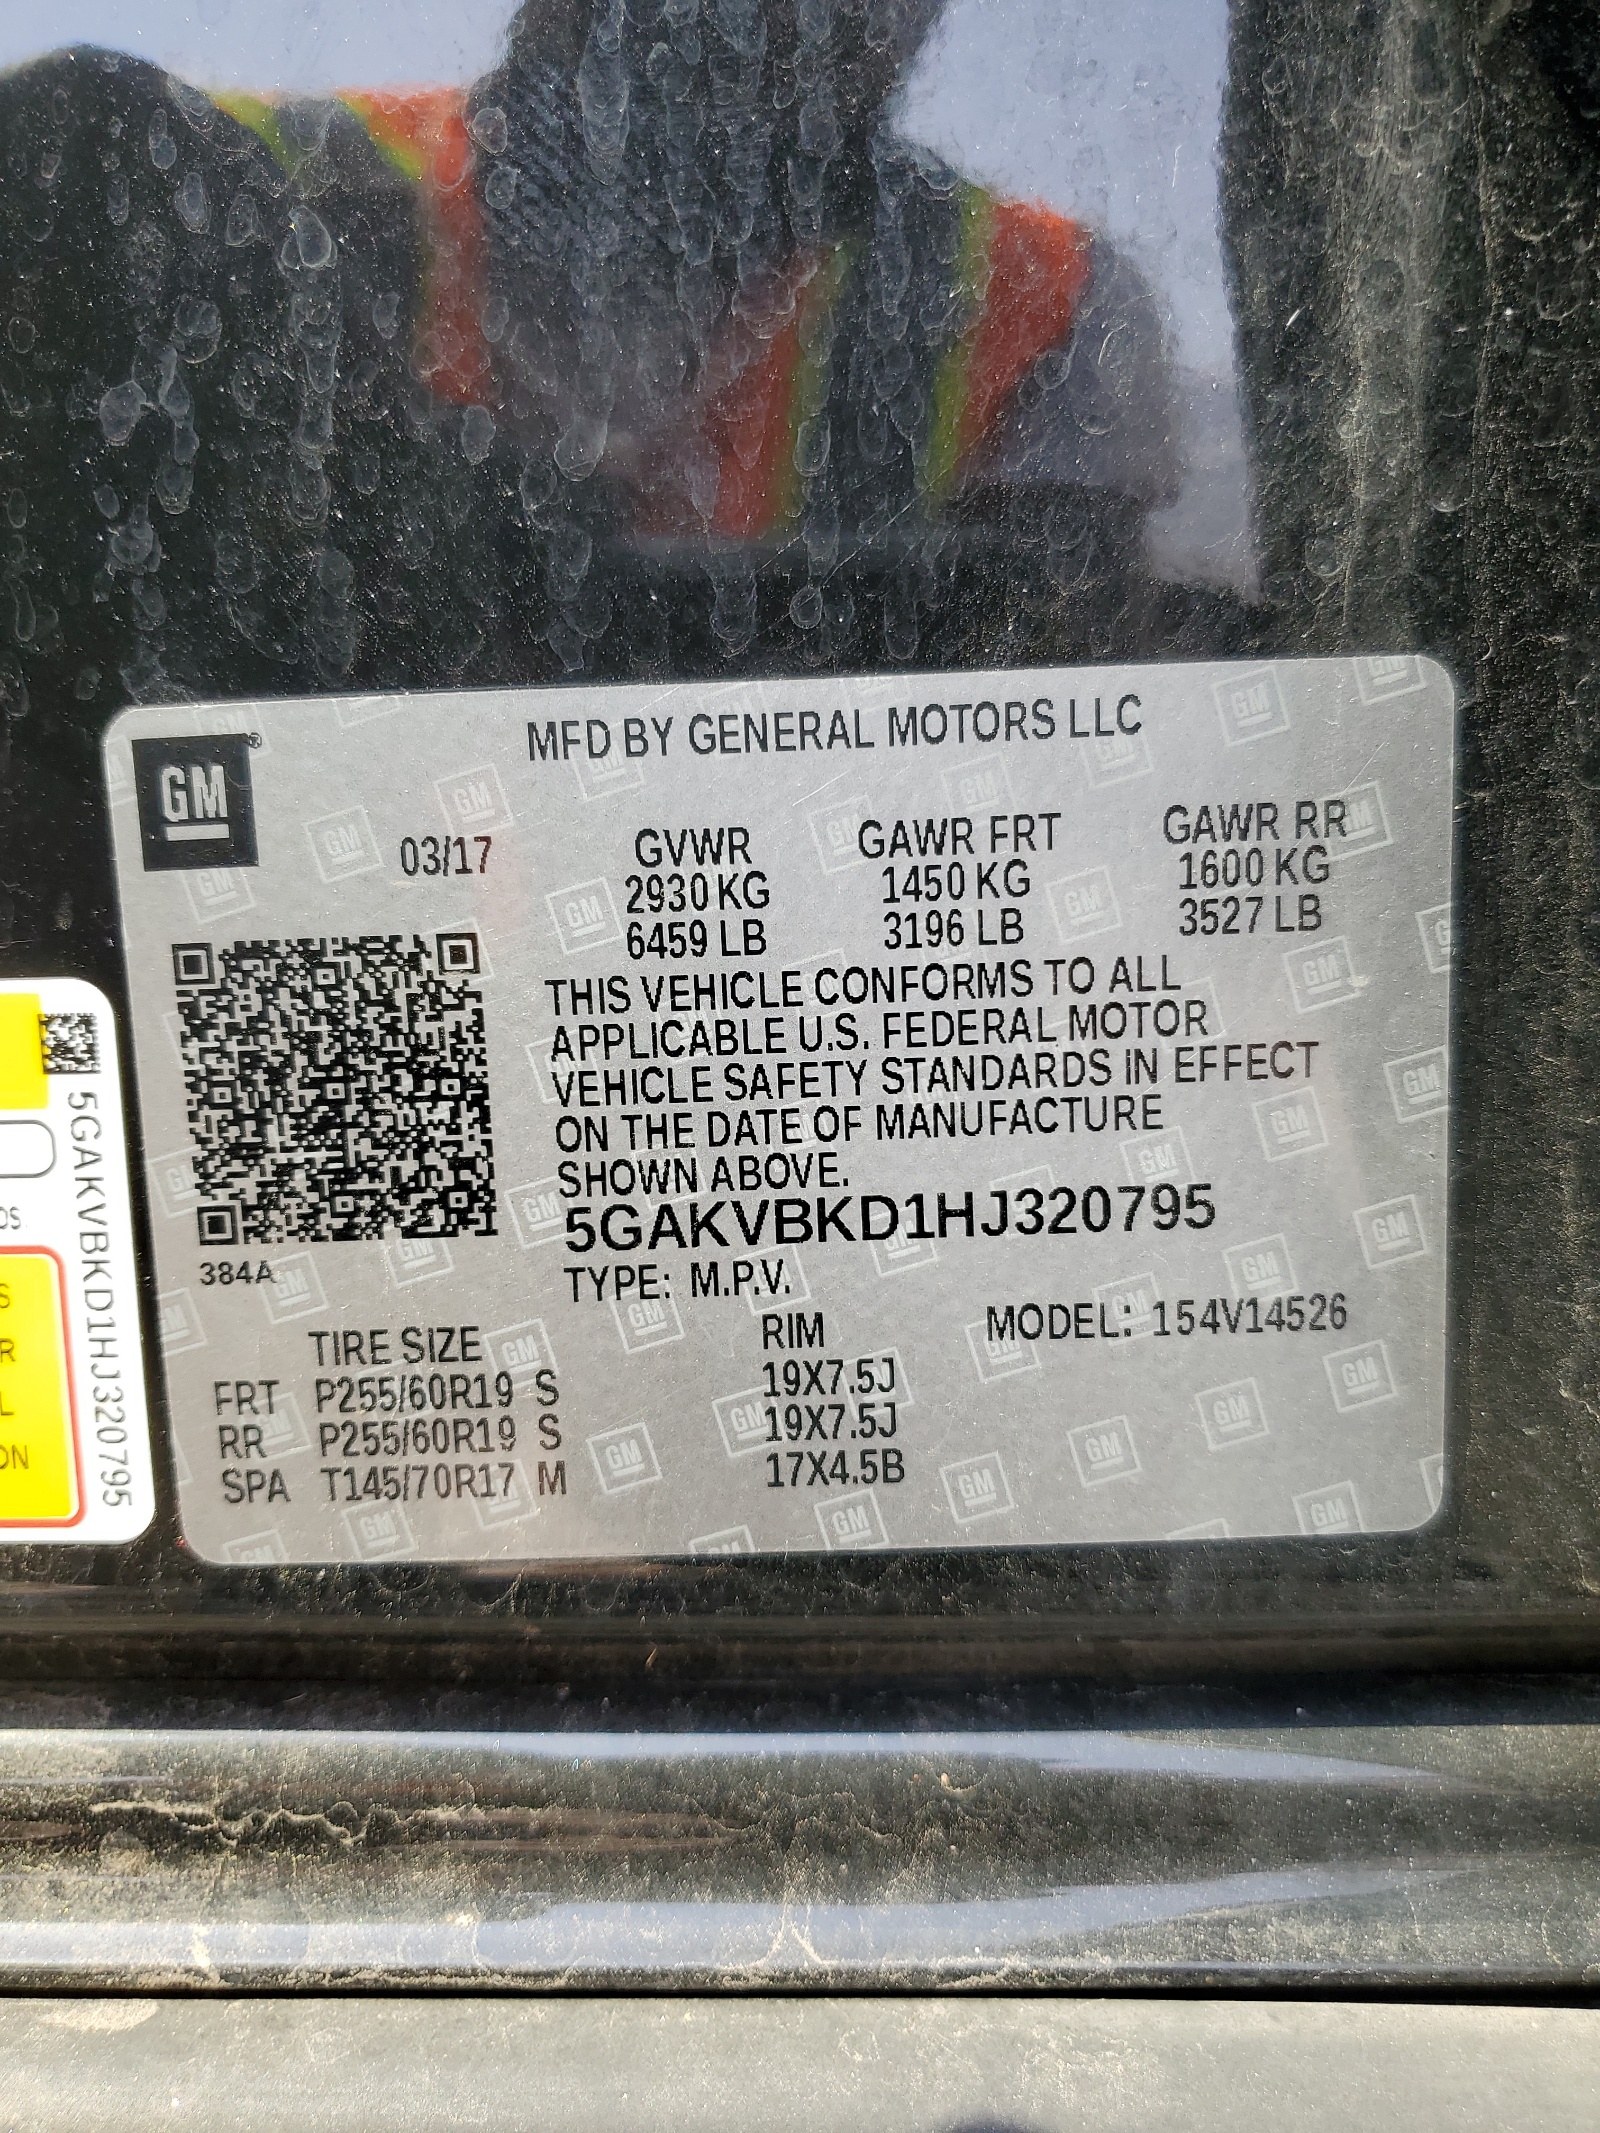 MFD BY GENERAL MOTORS LLC
GM
03/17
GVWR GAWR FRT GAWR RR
2930 KG 1450 KG 1600 KG
6459 LB 3196 LB 3527 LB
THIS VEHICLE CONFORMS TO ALL
APPLICABLE U.S. FEDERAL MOTOR
VEHICLE SAFETY STANDARDS IN EFFECT
ON THE DATE OF MANUFACTURE
SHOWN ABOVE.
5GAKVBKD1HJ320795
384A
TYPE: M.P.V.
TIRE SIZE RIM MODEL: 154V14526
FRT P255/60R19 S 19X7.5J
RR P255/60R19 S 19X7.5J
SPA T145/70R17 M 17X4.5B
5GAKVBKD1HJ320795